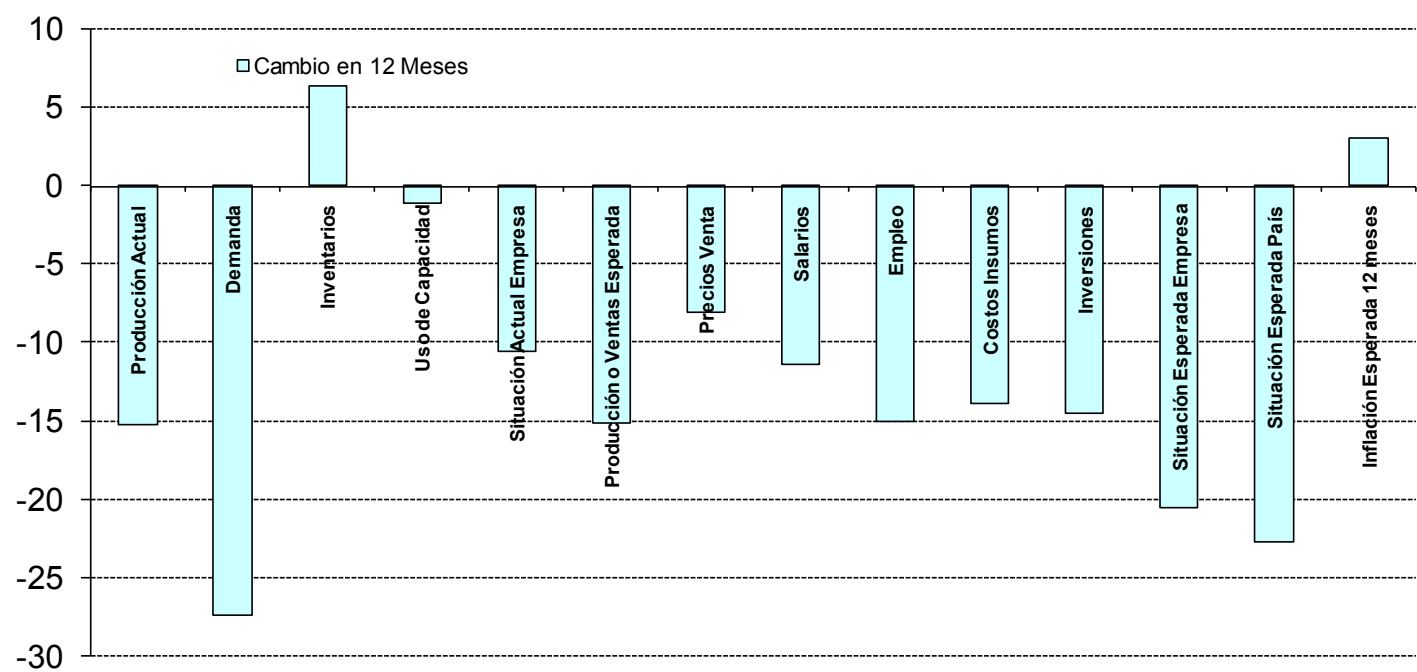 10
5
0
-5
-10
-15
-20
-25
-30
Cambio en 12 Meses
Producción Actual
Demanda
Inventarios
Uso de Capacidad
Situación Actual Empresa
Producción o Ventas Esperada
Precios Venta
Salarios
Empleo
Costos Insumos
Inversiones
Situación Esperada Empresa
Situación Esperada País
Inflación Esperada 12 meses